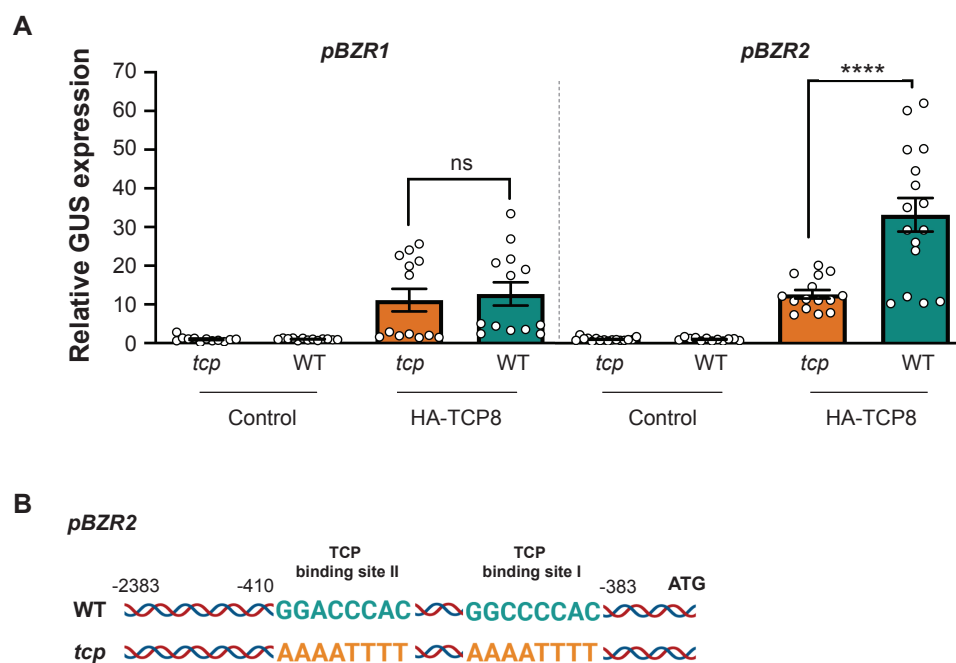 A
pBZR1 pBZR2
Relative GUS expression
70
60
50
40
30
20
10
0
ns
****
tcp WT tcp WT tcp WT tcp WT
Control HA-TCP8 Control HA-TCP8
B
pBZR2
TCP binding site II
TCP binding site I
-2383 -410 -383 ATG
WT GGACCCAC GGCCCCAC
tcp AAAATTTT AAAATTTT